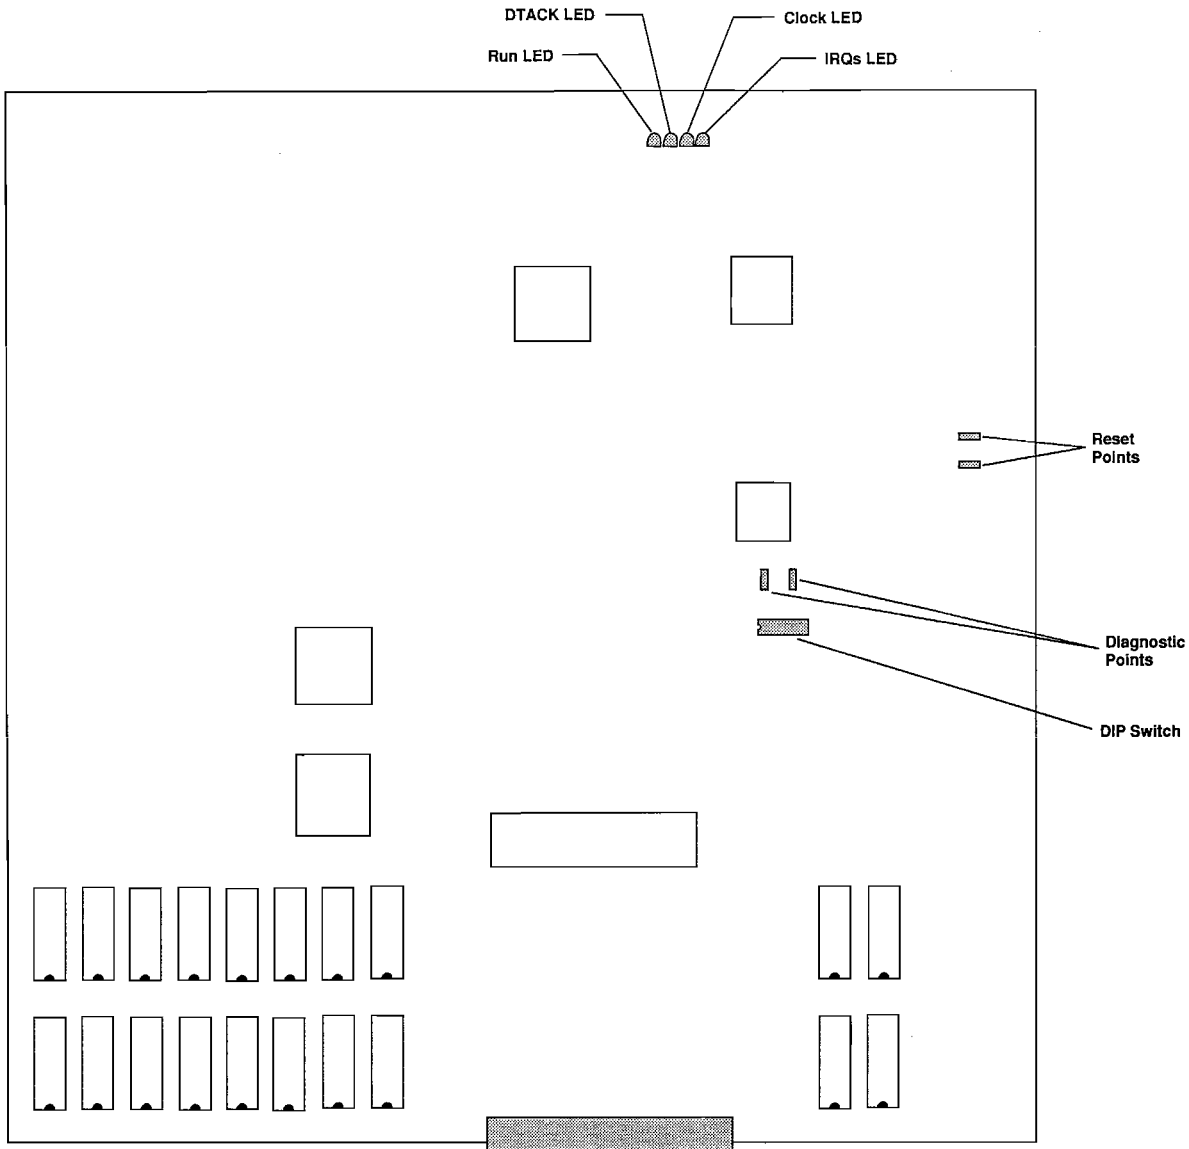 DTACK LED
Clock LED
Run LED
IRQs LED
Reset
Points
Diagnostic
Points
DIP Switch